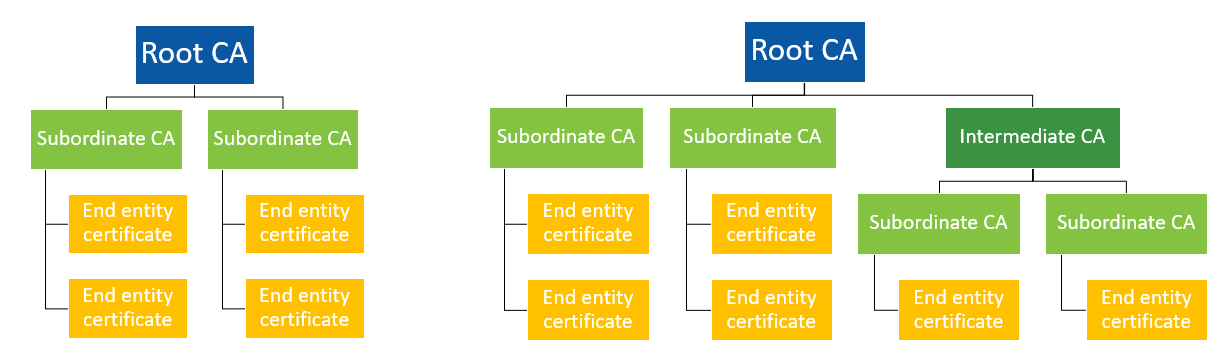 Root CA
Subordinate CA
End entity
certificate
End entity
certificate
Subordinate CA
End entity
certificate
End entity
certificate
Root CA
Subordinate CA
End entity
certificate
End entity
certificate
Subordinate CA
End entity
certificate
End entity
certificate
Intermediate CA
Subordinate CA
End entity
certificate
Subordinate CA
End entity
certificate